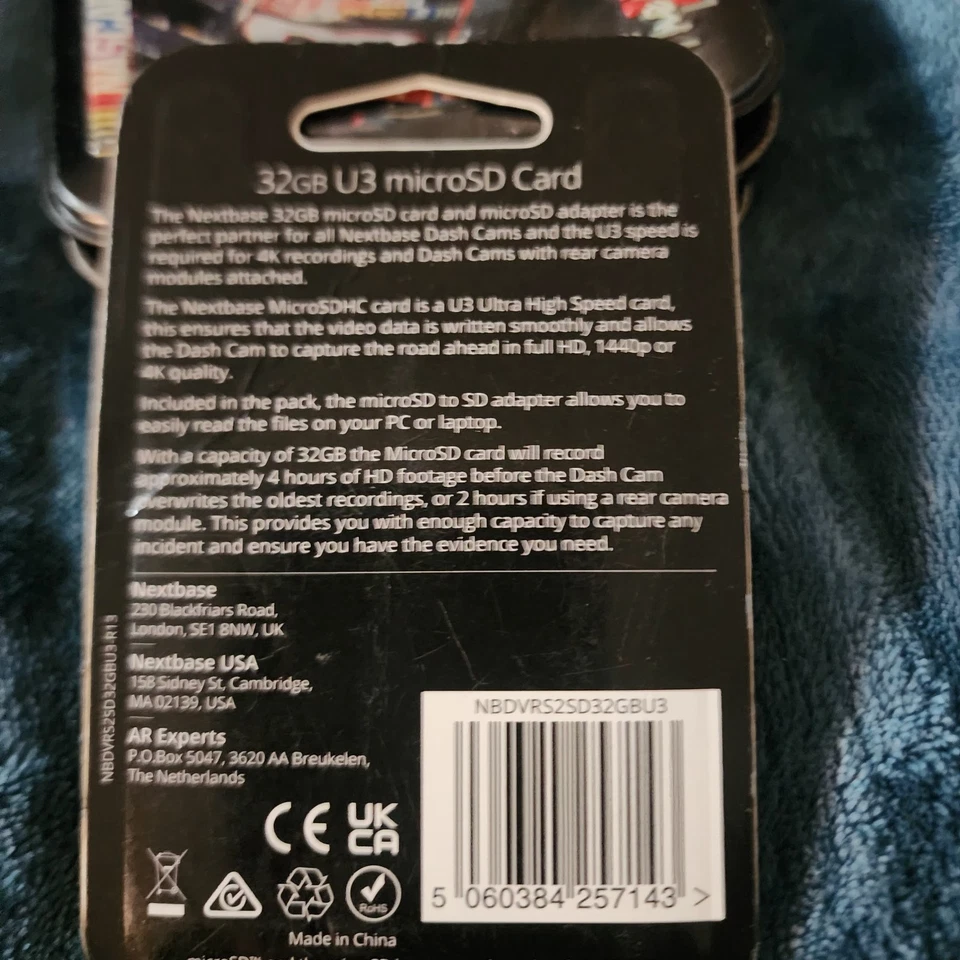 32GB U3 microSD Card
The Nextbase 32GB microSD card and microSD adapter is the
perfect partner for all Nextbase Dash Cams and the U3 speed is
required for 4K recordings and Dash Cams with rear camera
modules attached.
The Nextbase MicroSDHC card is a U3 Ultra High Speed card,
this ensures that the video data is written smoothly and allows
the Dash Cam to capture the road ahead in full HD, 1440p or
4K quality.
Included in the pack, the microSD to SD adapter allows you to
easily read the files on your PC or laptop.
With a capacity of 32GB the MicroSD card will record
approximately 4 hours of HD footage before the Dash Cam
overwrites the oldest recordings, or 2 hours if using a rear camera
module. This provides you with enough capacity to capture any
incident and ensure you have the evidence you need.
Nextbase
230 Blackfriars Road,
London, SE1 8NW, UK
Nextbase USA
158 Sidney St, Cambridge,
MA 02139, USA
AR Experts
P.O.Box 5047, 3620 AA Breukelen,
The Netherlands
NBDVRS2SD32GBU3-R13
NBDVRS2SD32GBU3
5 060384 257143 >
CE UK
CA
RoHS
Made in China